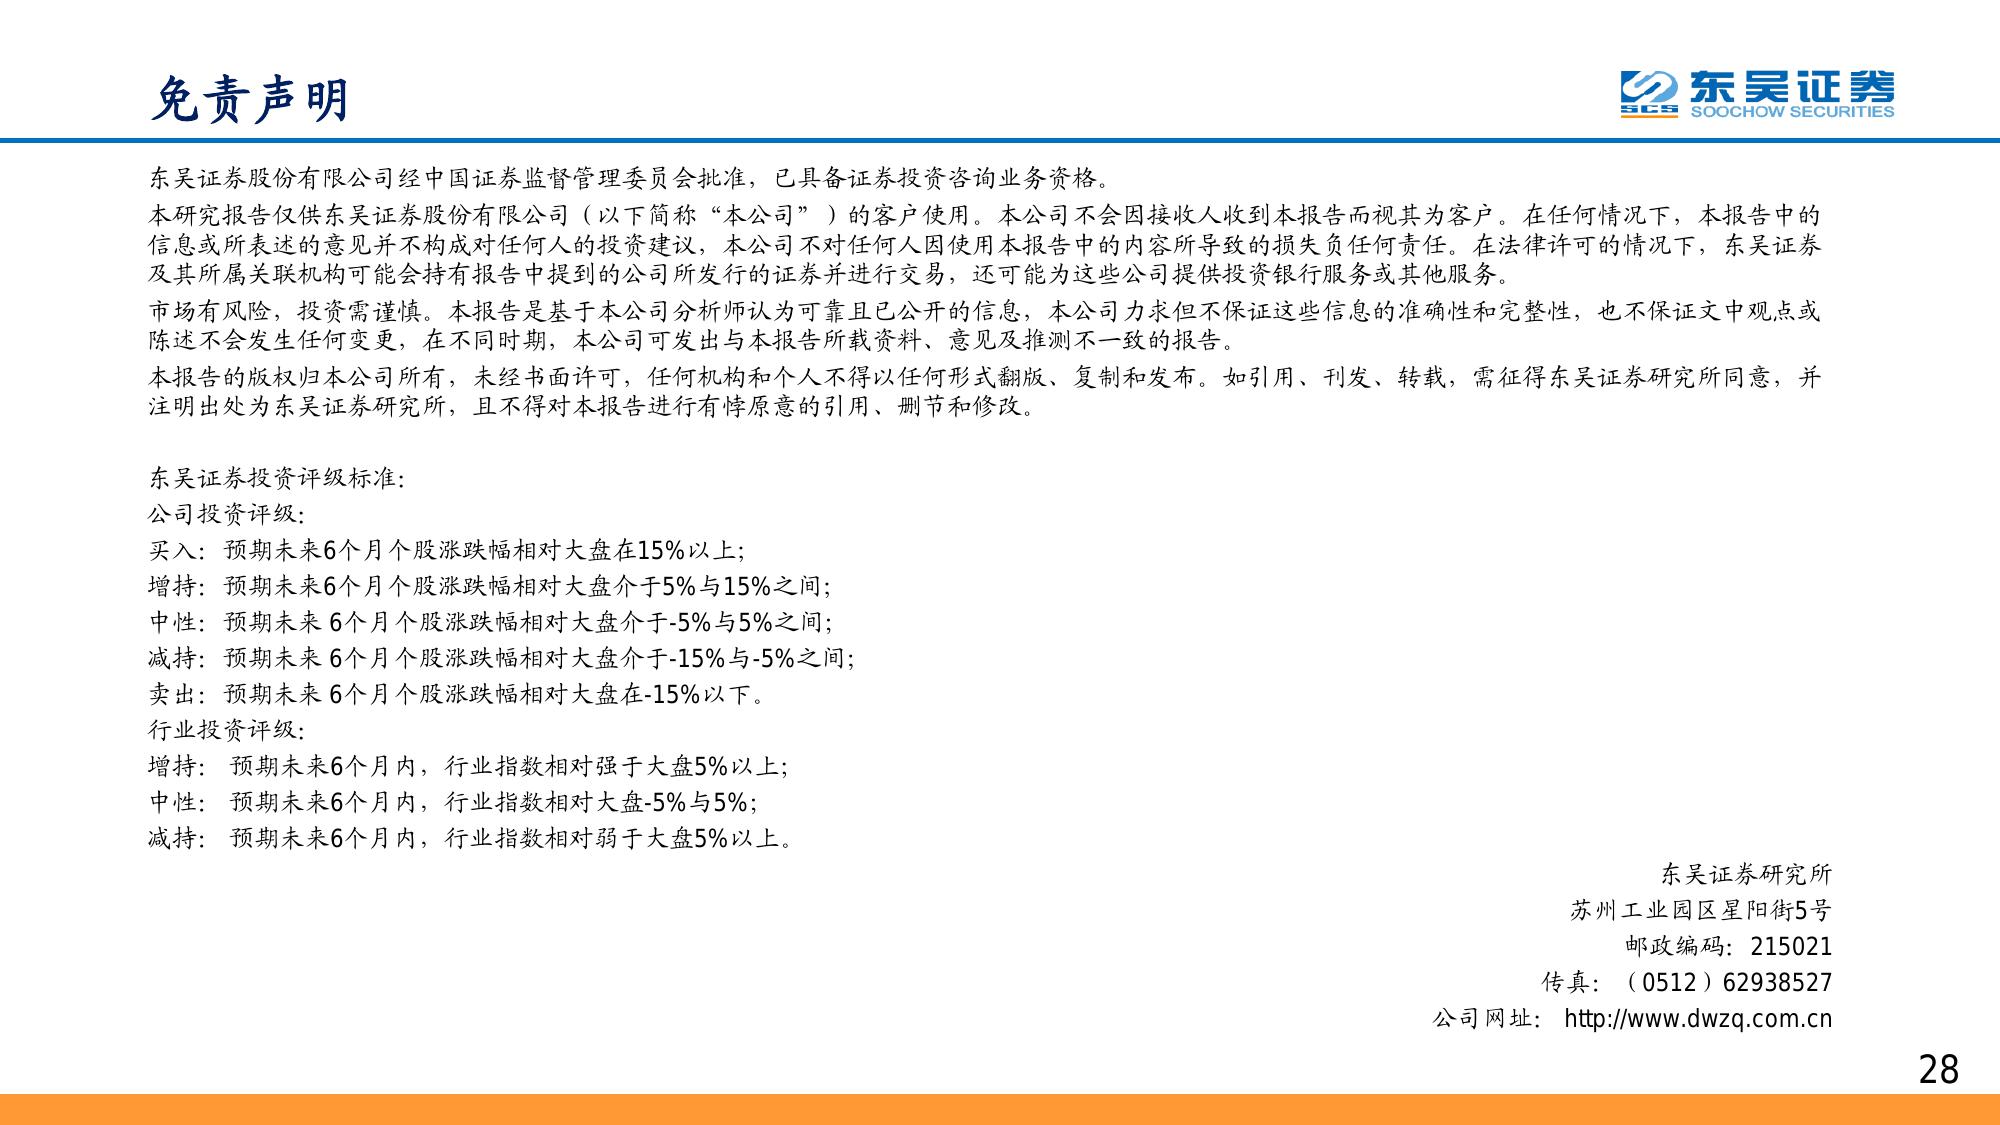 免责声明
东吴证券
SCS
SOOCHOW SECURITIES
东吴证券股份有限公司经中国证券监督管理委员会批准，已具备证券投资咨询业务资格。
本研究报告仅供东吴证券股份有限公司（以下简称“本公司”）的客户使用。本公司不会因接收人收到本报告而视其为客户。在任何情况下，本报告中的
信息或所表述的意见并不构成对任何人的投资建议，本公司不对任何人因使用本报告中的内容所导致的损失负任何责任。在法律许可的情况下，东吴证券
及其所属关联机构可能会持有报告中提到的公司所发行的证券并进行交易，还可能为这些公司提供投资银行服务或其他服务。
市场有风险，投资需谨慎。本报告是基于本公司分析师认为可靠且已公开的信息，本公司力求但不保证这些信息的准确性和完整性，也不保证文中观点或
陈述不会发生任何变更，在不同时期，本公司可发出与本报告所载资料、意见及推测不一致的报告。
本报告的版权归本公司所有，未经书面许可，任何机构和个人不得以任何形式翻版、复制和发布。如引用、刊发、转载，需征得东吴证券研究所同意，并
注明出处为东吴证券研究所，且不得对本报告进行有悖原意的引用、删节和修改。
东吴证券投资评级标准：
公司投资评级：
买入：预期未来6个月个股涨跌幅相对大盘在15%以上；
增持：预期未来6个月个股涨跌幅相对大盘介于5%与15%之间；
中性：预期未来 6个月个股涨跌幅相对大盘介于-5%与5%之间；
减持：预期未来 6个月个股涨跌幅相对大盘介于-15%与-5%之间；
卖出：预期未来 6个月个股涨跌幅相对大盘在-15%以下。
行业投资评级：
增持： 预期未来6个月内，行业指数相对强于大盘5%以上；
中性： 预期未来6个月内，行业指数相对大盘-5%与5%；
减持： 预期未来6个月内，行业指数相对弱于大盘5%以上。
东吴证券研究所
苏州工业园区星阳街5号
邮政编码：215021
传真：（0512）62938527
公司网址： http://www.dwzq.com.cn
28